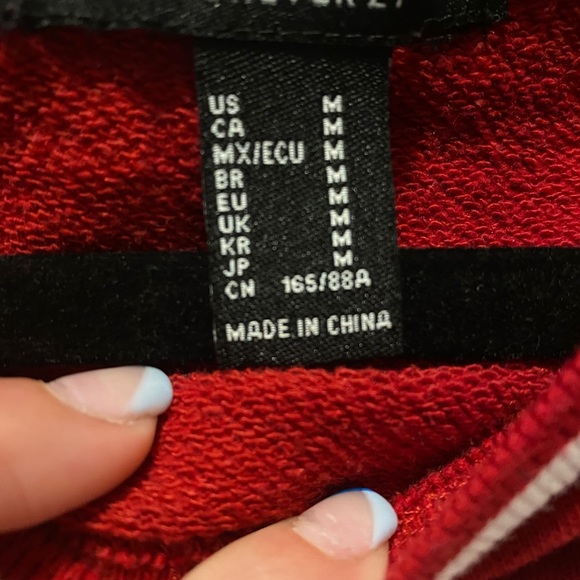 US M
CA M
MX/ECU M
BR M
EU M
UK M
KR M
JP M
CN 165/88A
MADE IN CHINA